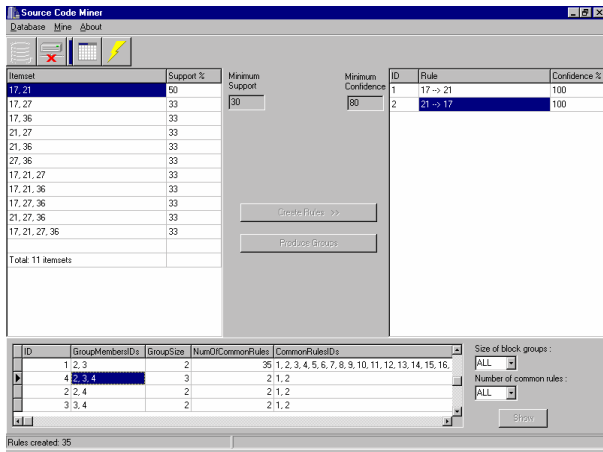 Source Code Miner
Database Mine About
Itemset Support %
17, 21 50
17, 27 33
17, 36 33
21, 27 33
21, 36 33
27, 36 33
17, 21, 27 33
17, 21, 36 33
17, 27, 36 33
21, 27, 36 33
17, 21, 27, 36 33
Total: 11 itemsets
Minimum Support
30
Minimum Confidence
80
Create Rules >>
Produce Groups
ID Rule Confidence %
1 17 --> 21 100
2 21 --> 17 100
ID GroupMembersIDs GroupSize NumOfCommonRules CommonRulesIDs
1 2, 3 2 35 1, 2, 3, 4, 5, 6, 7, 8, 9, 10, 11, 12, 13, 14, 15, 16,
4 2, 3, 4 3 2 1, 2
2 2, 4 2 2 1, 2
3 3, 4 2 2 1, 2
Size of block groups :
ALL
Number of common rules :
ALL
Show
Rules created: 35